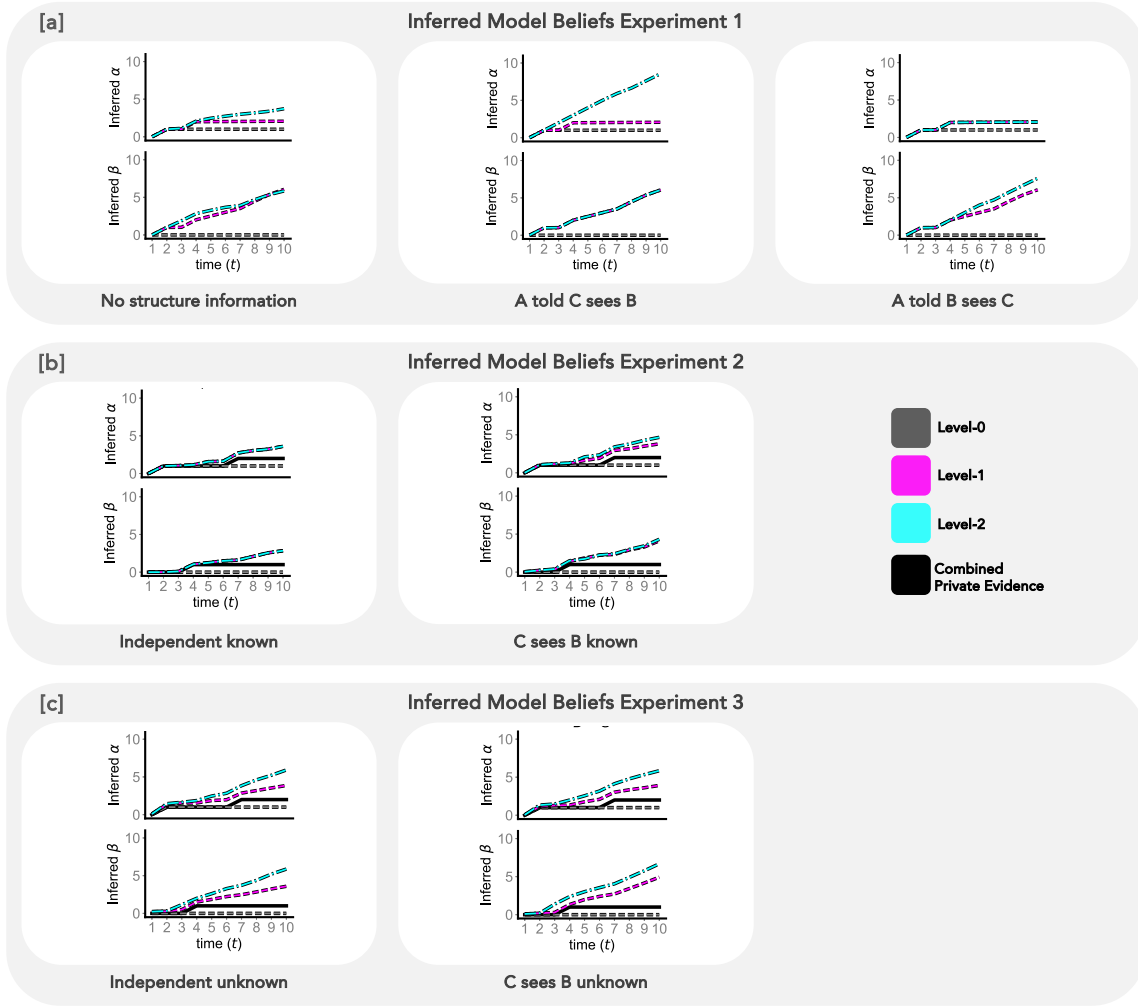 [a]
Inferred Model Beliefs Experiment 1
10
5
0
Inferred α
10
5
0
Inferred β
1 2 3 4 5 6 7 8 9 10
time (t)
No structure information
10
5
0
Inferred α
10
5
0
Inferred β
1 2 3 4 5 6 7 8 9 10
time (t)
A told C sees B
10
5
0
Inferred α
10
5
0
Inferred β
1 2 3 4 5 6 7 8 9 10
time (t)
A told B sees C
[b]
Inferred Model Beliefs Experiment 2
10
5
0
Inferred α
10
5
0
Inferred β
1 2 3 4 5 6 7 8 9 10
time (t)
Independent known
10
5
0
Inferred α
10
5
0
Inferred β
1 2 3 4 5 6 7 8 9 10
time (t)
C sees B known
Level-0
Level-1
Level-2
Combined
Private Evidence
[c]
Inferred Model Beliefs Experiment 3
10
5
0
Inferred α
10
5
0
Inferred β
1 2 3 4 5 6 7 8 9 10
time (t)
Independent unknown
10
5
0
Inferred α
10
5
0
Inferred β
1 2 3 4 5 6 7 8 9 10
time (t)
C sees B unknown